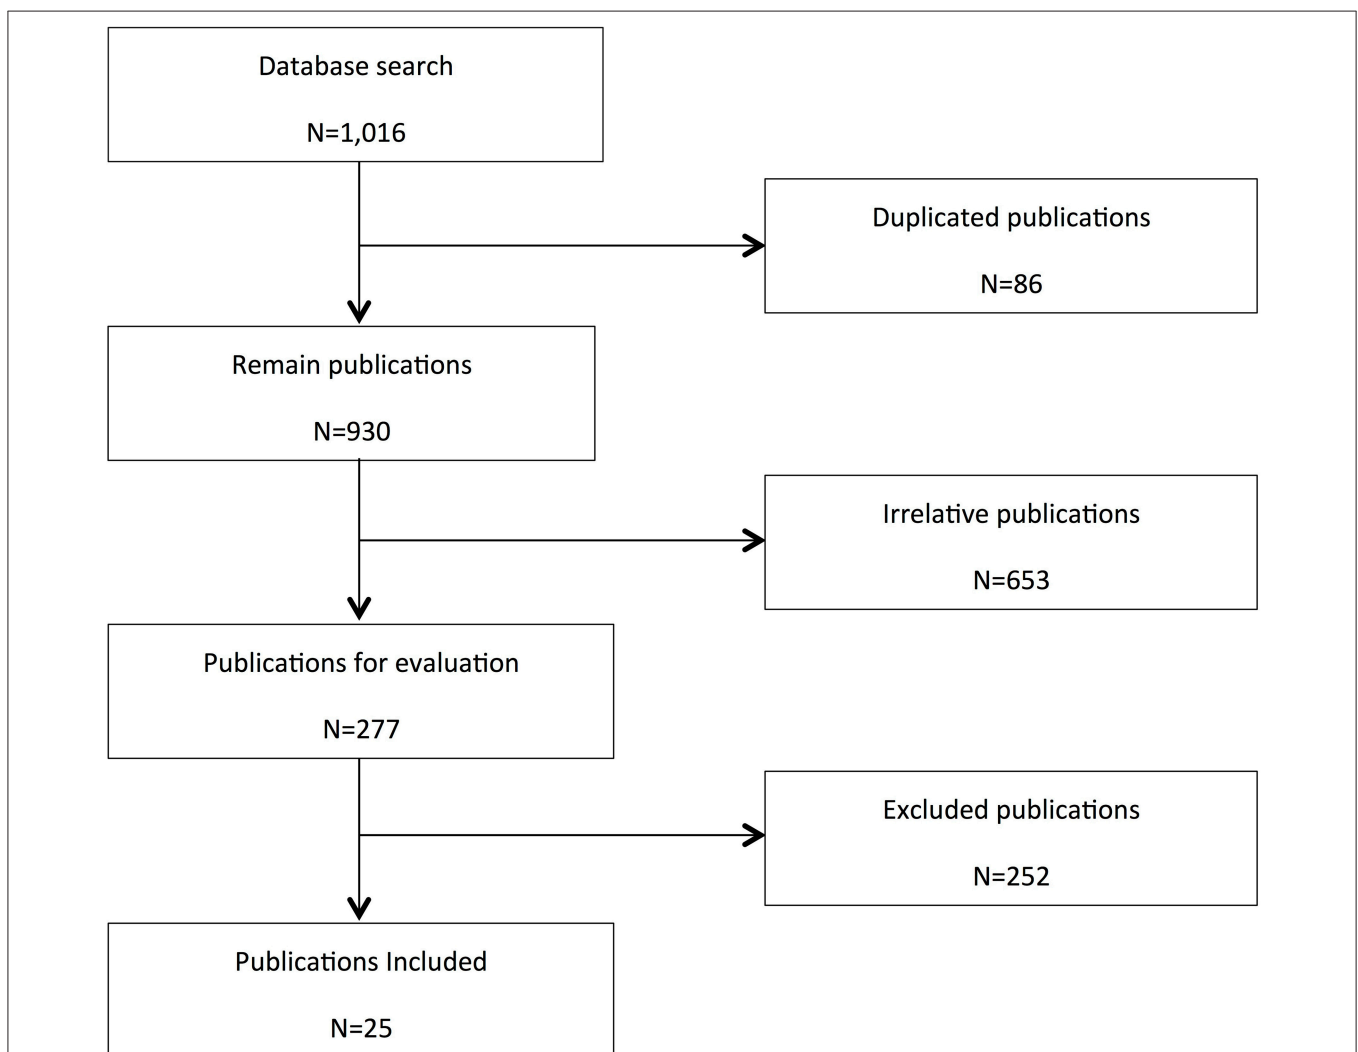 Database search
N=1,016
Duplicated publications
N=86
Remain publications
N=930
Irrelative publications
N=653
Publications for evaluation
N=277
Excluded publications
N=252
Publications Included
N=25